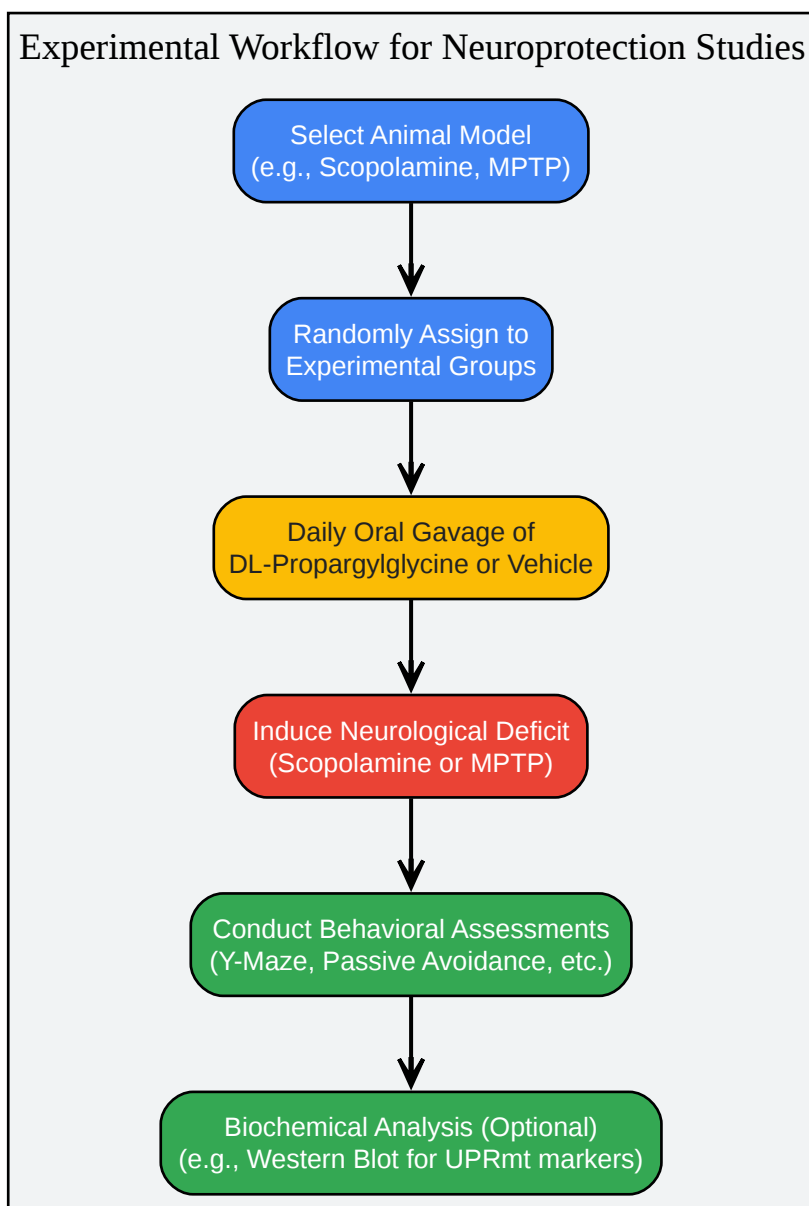 Experimental Workflow for Neuroprotection Studies
Select Animal Model
(e.g., Scopolamine, MPTP)
Randomly Assign to
Experimental Groups
Daily Oral Gavage of
DL-Propargylglycine or Vehicle
Induce Neurological Deficit
(Scopolamine or MPTP)
Conduct Behavioral Assessments
(Y-Maze, Passive Avoidance, etc.)
Biochemical Analysis (Optional)
(e.g., Western Blot for UPRmt markers)